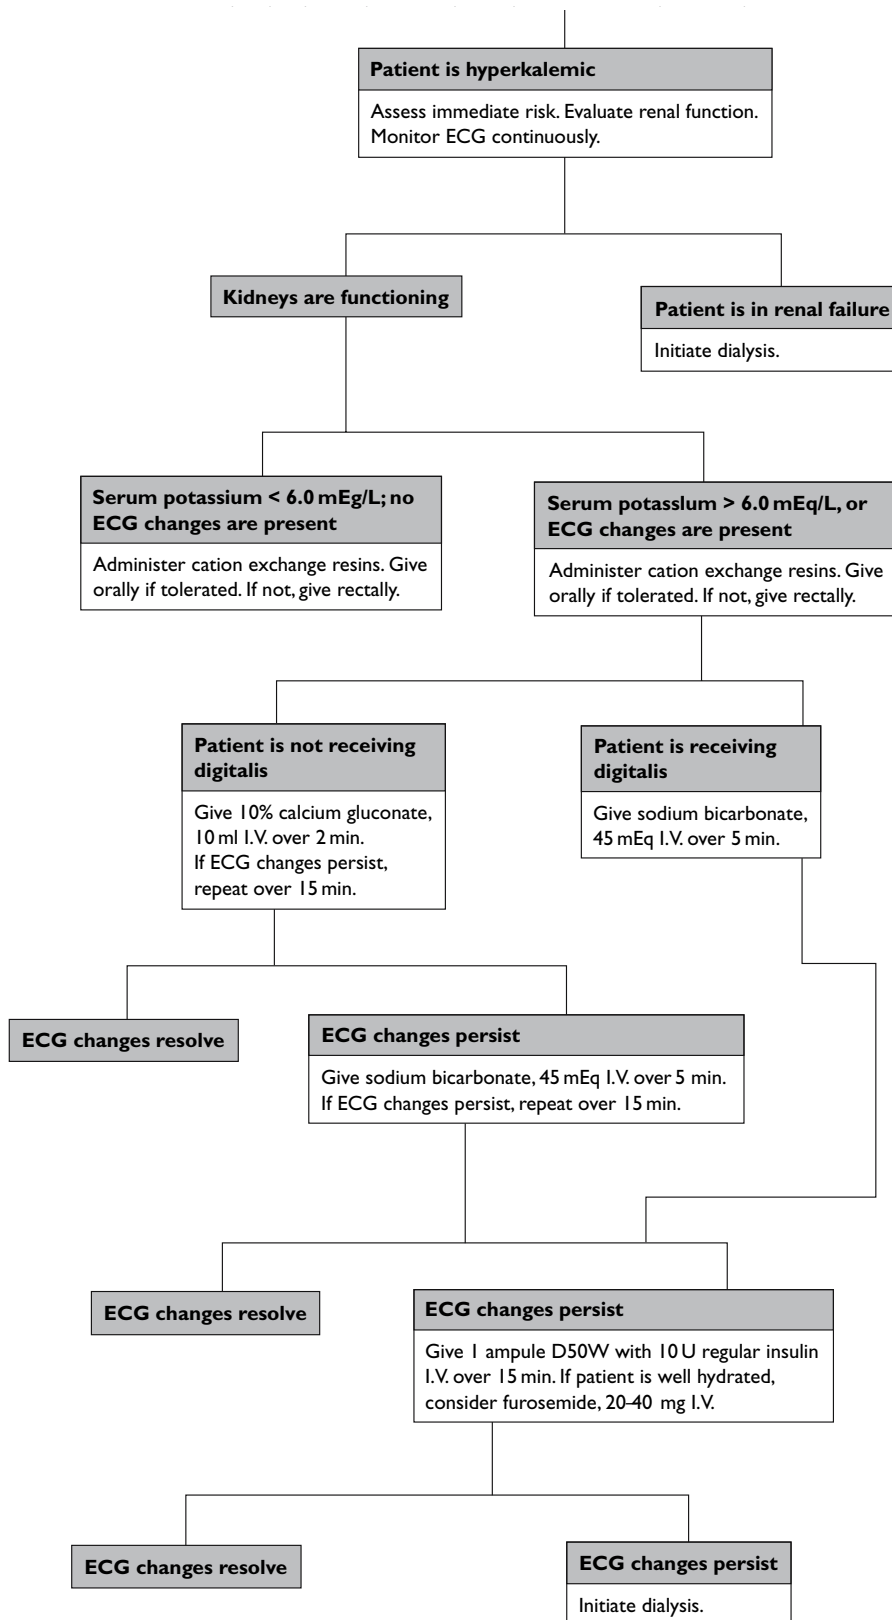 Patient is hyperkalemic
Assess immediate risk. Evaluate renal function.
Monitor ECG continuously.
Kidneys are functioning
Patient is in renal failure
Initiate dialysis.
Serum potassium < 6.0 mEg/L; no
ECG changes are present
Administer cation exchange resins. Give
orally if tolerated. If not, give rectally.
Serum potasslum > 6.0 mEq/L, or
ECG changes are present
Administer cation exchange resins. Give
orally if tolerated. If not, give rectally.
Patient is not receiving
digitalis
Give 10% calcium gluconate,
10 ml I.V. over 2 min.
If ECG changes persist,
repeat over 15 min.
Patient is receiving
digitalis
Give sodium bicarbonate,
45 mEq I.V. over 5 min.
ECG changes resolve
ECG changes persist
Give sodium bicarbonate, 45 mEq I.V. over 5 min.
If ECG changes persist, repeat over 15 min.
ECG changes resolve
ECG changes persist
Give 1 ampule D50W with 10 U regular insulin
I.V. over 15 min. If patient is well hydrated,
consider furosemide, 20-40 mg I.V.
ECG changes resolve
ECG changes persist
Initiate dialysis.